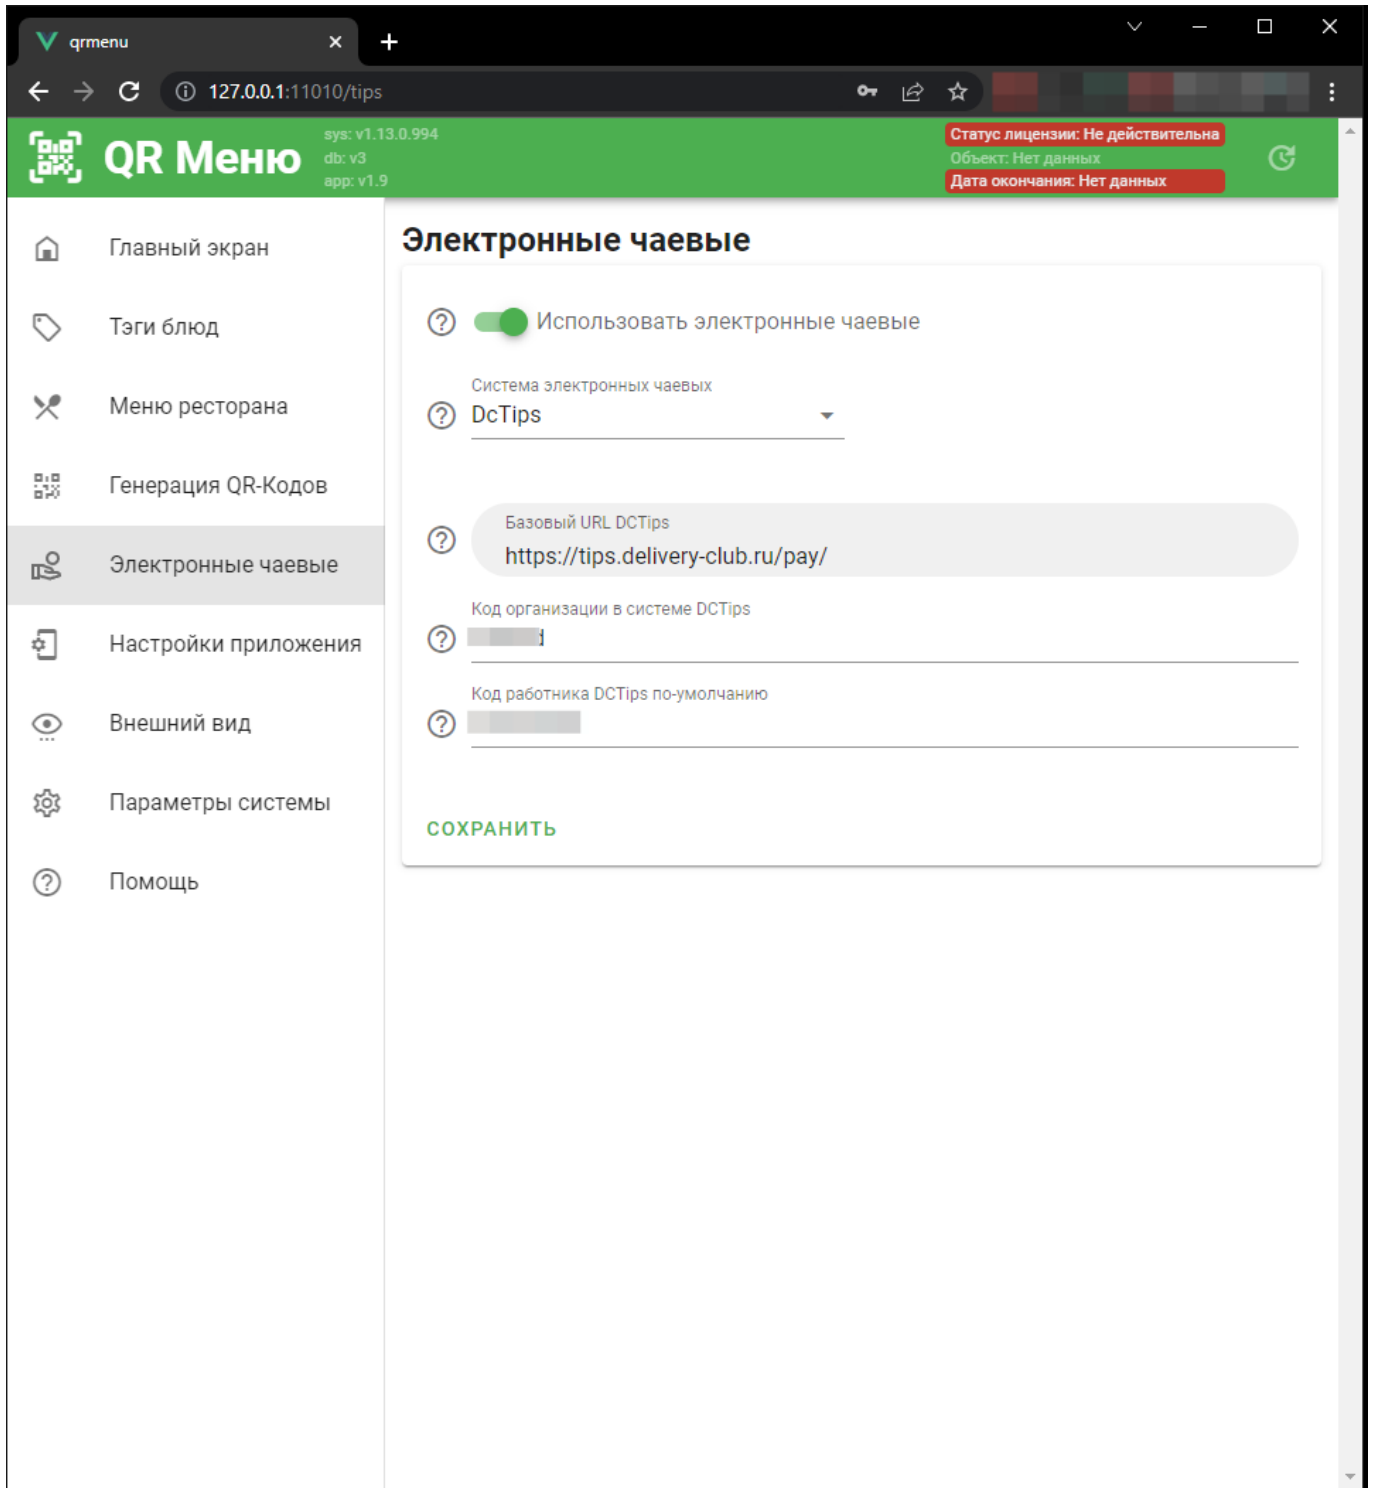 qrmenu
127.0.0.1:11010/tips
QR Меню
sys: v1.13.0.994
db: v3
app: v1.9
Статус лицензии: Не действительна
Объект: Нет данных
Дата окончания: Нет данных
Главный экран
Тэги блюд
Меню ресторана
Генерация QR-Кодов
Электронные чаевые
Настройки приложения
Внешний вид
Параметры системы
Помощь
Электронные чаевые
Использовать электронные чаевые
Система электронных чаевых
DcTips
Базовый URL DCTips
https://tips.delivery-club.ru/pay/
Код организации в системе DCTips
Код работника DCTips по-умолчанию
СОХРАНИТЬ